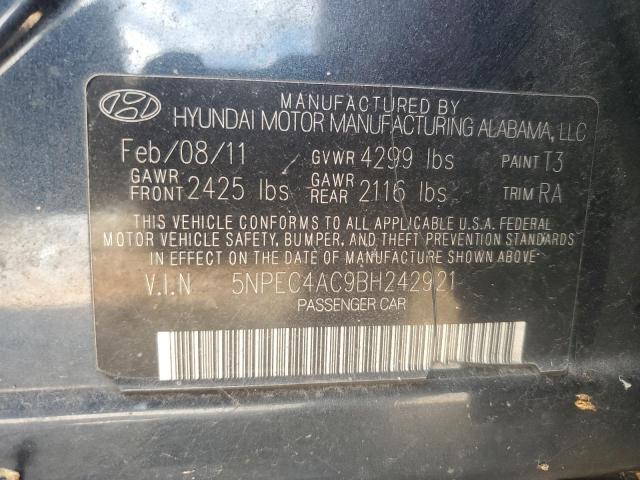 MANUFACTURED BY
HYUNDAI MOTOR MANUFACTURING ALABAMA, LLC
Feb/08/11 GVWR 4299 lbs PAINT T3
GAWR FRONT 2425 lbs GAWR REAR 2116 lbs TRIM RA
THIS VEHICLE CONFORMS TO ALL APPLICABLE U.S.A. FEDERAL
MOTOR VEHICLE SAFETY, BUMPER, AND THEFT PREVENTION STANDARDS
IN EFFECT ON THE DATE OF MANUFACTURE SHOWN ABOVE.
V.I.N 5NPEC4AC9BH242921
PASSENGER CAR